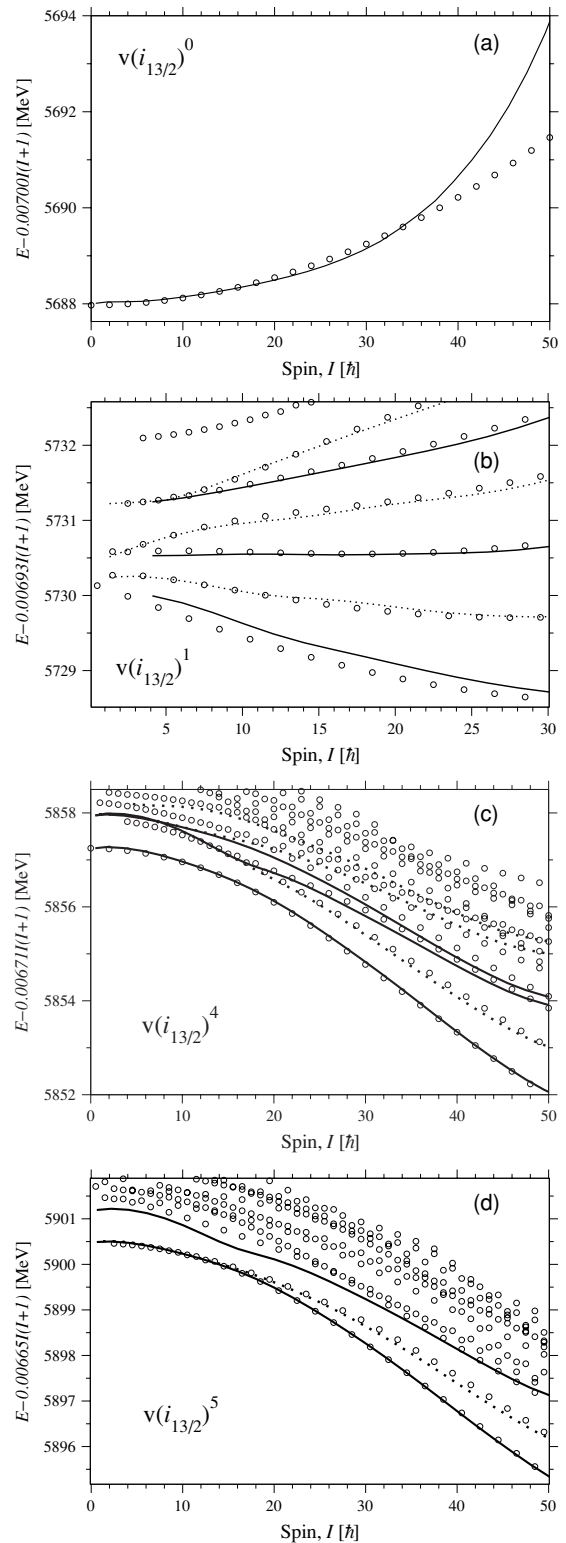 5694
5692
5690
5688
E−0.00700I(I+1) [MeV]
ν(i13/2)^0
(a)
0 10 20 30 40 50
Spin, I [ħ]
5732
5731
5730
5729
E−0.00693I(I+1) [MeV]
(b)
ν(i13/2)^1
5 10 15 20 25 30
Spin, I [ħ]
5858
5856
5854
5852
E−0.00671I(I+1) [MeV]
(c)
ν(i13/2)^4
0 10 20 30 40 50
Spin, I [ħ]
5901
5900
5899
5898
5897
5896
E−0.00665I(I+1) [MeV]
(d)
ν(i13/2)^5
0 10 20 30 40 50
Spin, I [ħ]